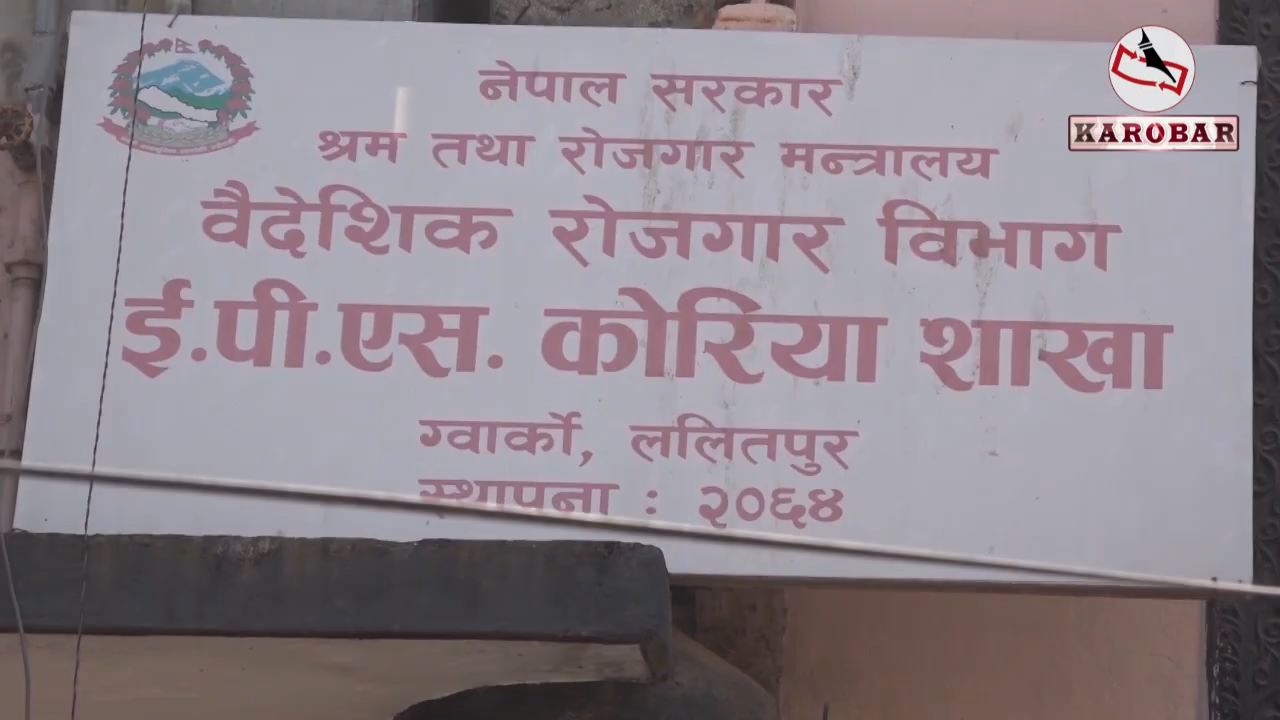 नेपाल सरकार
श्रम तथा रोजगार मन्त्रालय
वैदेशिक रोजगार विभाग
ई.पी.एस. कोरिया शाखा
ग्वार्को, ललितपुर
स्थापना : २०६४
KAROBAR